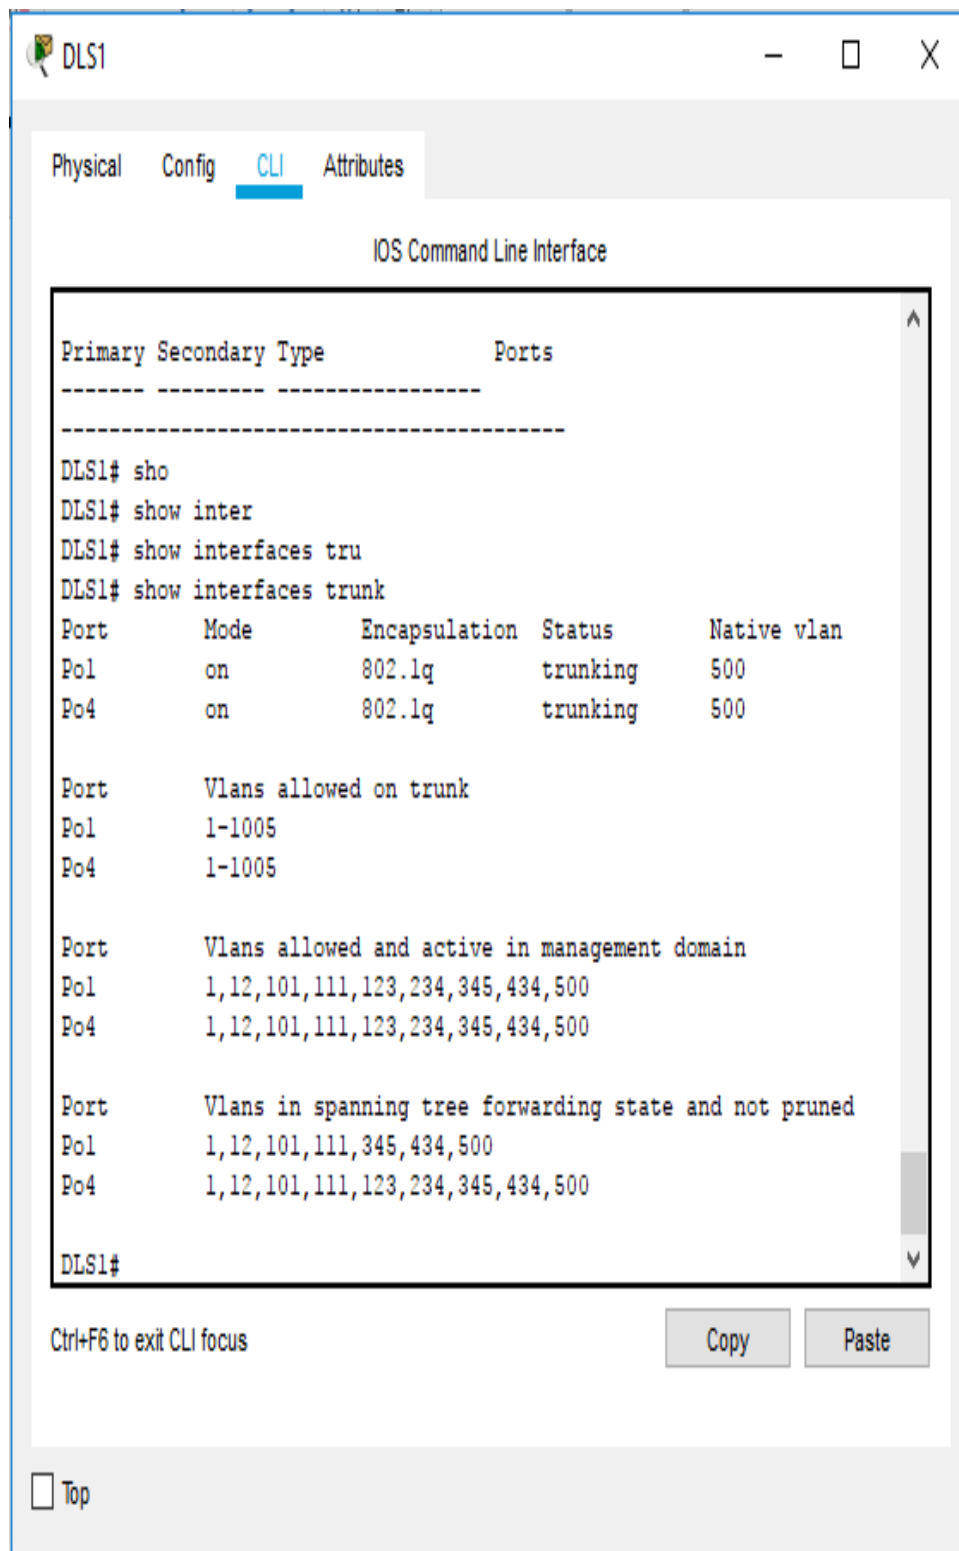 DLS1
Physical Config CLI Attributes
IOS Command Line Interface
Primary Secondary Type Ports
------- --------- -----------------
------------------------------------------
DLS1# sho
DLS1# show inter
DLS1# show interfaces tru
DLS1# show interfaces trunk
Port Mode Encapsulation Status Native vlan
Po1 on 802.1q trunking 500
Po4 on 802.1q trunking 500
Port Vlans allowed on trunk
Po1 1-1005
Po4 1-1005
Port Vlans allowed and active in management domain
Po1 1,12,101,111,123,234,345,434,500
Po4 1,12,101,111,123,234,345,434,500
Port Vlans in spanning tree forwarding state and not pruned
Po1 1,12,101,111,345,434,500
Po4 1,12,101,111,123,234,345,434,500
DLS1#
Ctrl+F6 to exit CLI focus
Copy Paste
Top